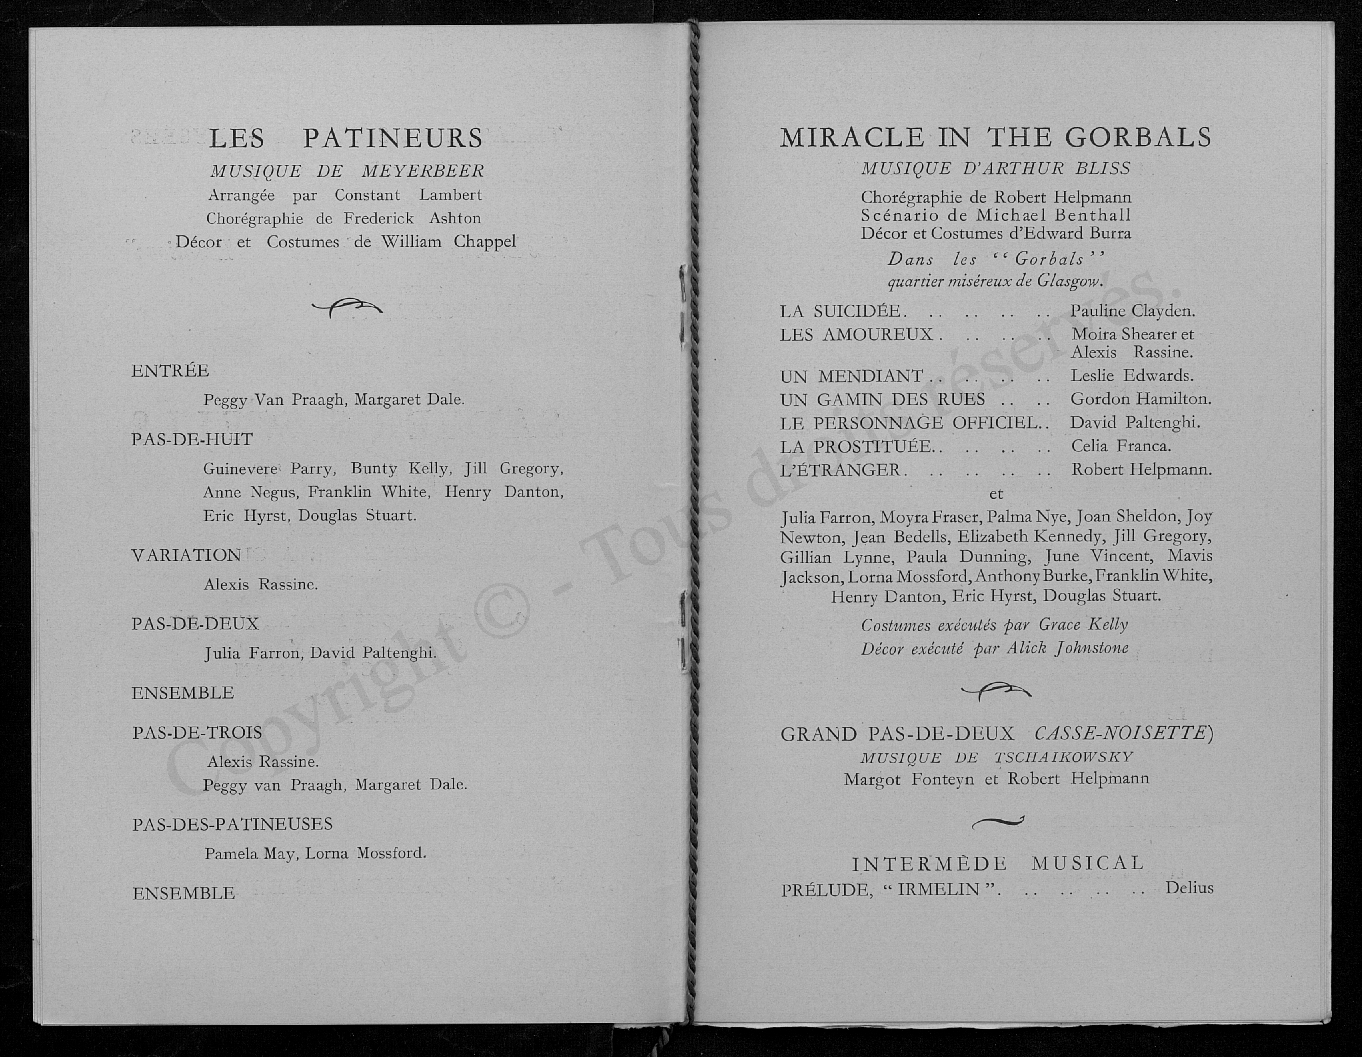 LES PATINEURS
MUSIQUE DE MEYERBEER
Arrangée par Constant Lambert
Chorégraphie de Frederick Ashton
Décor et Costumes de William Chappel
ENTRÉE
Peggy Van Praagh, Margaret Dale.
PAS-DE-HUIT
Guinevere Parry, Bunty Kelly, Jill Gregory,
Anne Negus, Franklin White, Henry Danton,
Eric Hyrst, Douglas Stuart.
VARIATION
Alexis Rassine.
PAS-DE-DEUX
Julia Farron, David Paltenghi.
ENSEMBLE
PAS-DE-TROIS
Alexis Rassine.
Peggy van Praagh, Margaret Dale.
PAS-DES-PATINEUSES
Pamela May, Lorna Mossford.
ENSEMBLE
MIRACLE IN THE GORBALS
MUSIQUE D'ARTHUR BLISS
Chorégraphie de Robert Helpmann
Scénario de Michael Benthall
Décor et Costumes d'Edward Burra
Dans les “Gorbals”
quartier miséreux de Glasgow.
LA SUICIDÉE. . .. .. .. .. Pauline Clayden.
LES AMOUREUX . . .. .. .. Moira Shearer et
Alexis Rassine.
UN MENDIANT . . .. .. .. Leslie Edwards.
UN GAMIN DES RUES .. .. Gordon Hamilton.
LE PERSONNAGE OFFICIEL.. David Paltenghi.
LA PROSTITUÉE. . .. .. .. Celia Franca.
L'ÉTRANGER. . .. .. .. .. Robert Helpmann.
et
Julia Farron, Moyra Fraser, Palma Nye, Joan Sheldon, Joy
Newton, Jean Bedells, Elizabeth Kennedy, Jill Gregory,
Gillian Lynne, Paula Dunning, June Vincent, Mavis
Jackson, Lorna Mossford, Anthony Burke, Franklin White,
Henry Danton, Eric Hyrst, Douglas Stuart.
Costumes exécutés par Grace Kelly
Décor exécuté par Alick Johnstone
GRAND PAS-DE-DEUX CASSE-NOISETTE)
MUSIQUE DE TSCHAIKOWSKY
Margot Fonteyn et Robert Helpmann
INTERMÈDE MUSICAL
PRÉLUDE, “ IRMELIN ”. .. .. .. .. Delius
Copyright © - Tous droits réservés.